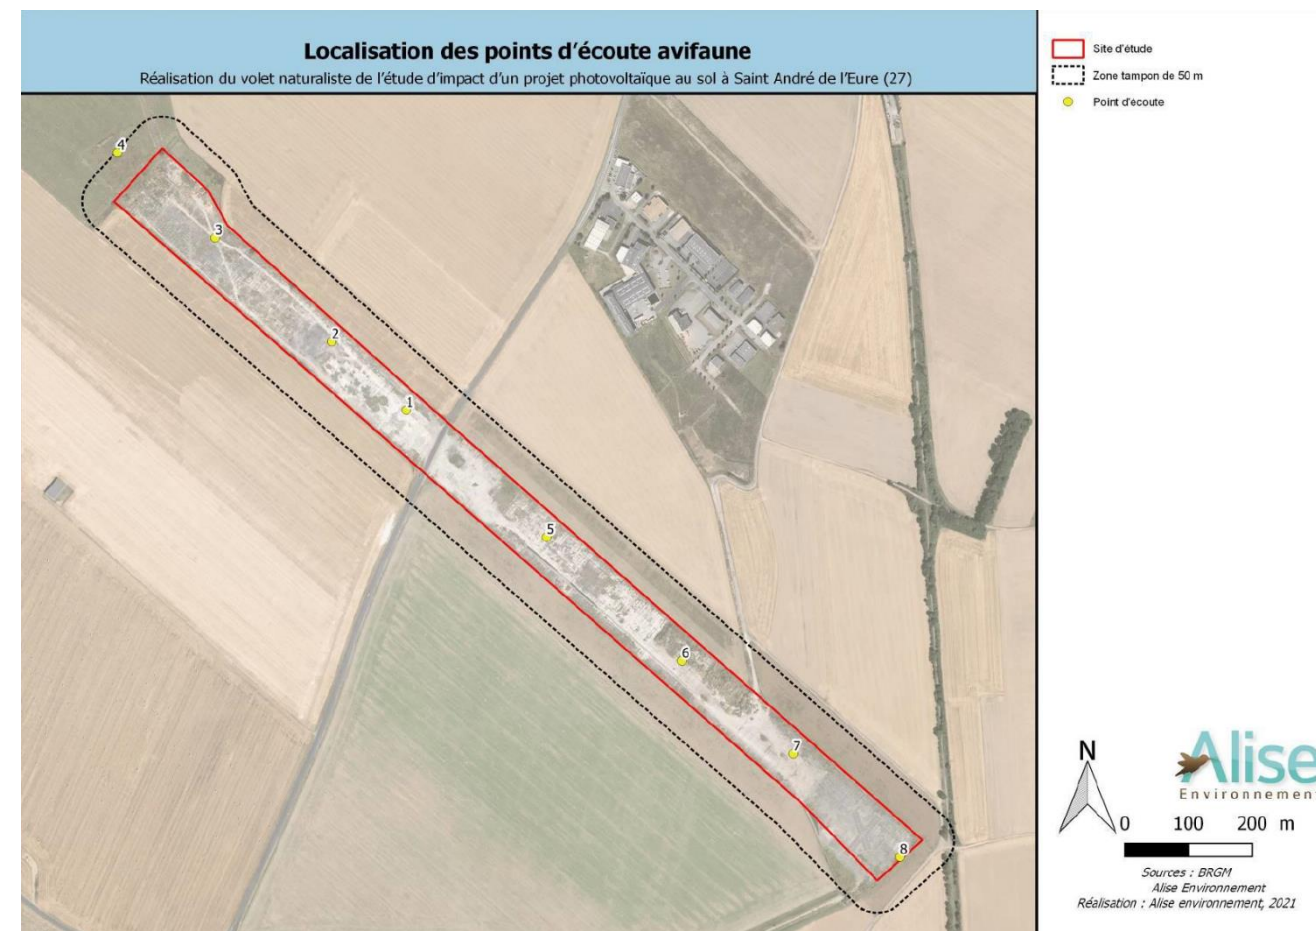 Localisation des points d'écoute avifaune
Réalisation du volet naturaliste de l'étude d'impact d'un projet photovoltaïque au sol à Saint André de l'Eure (27)
Site d'étude
Zone tampon de 50 m
Point d'écoute
4
3
2
1
5
6
7
8
N
Alise
Environnement
0 100 200 m
Sources : BRGM
Alise Environnement
Réalisation : Alise environnement, 2021